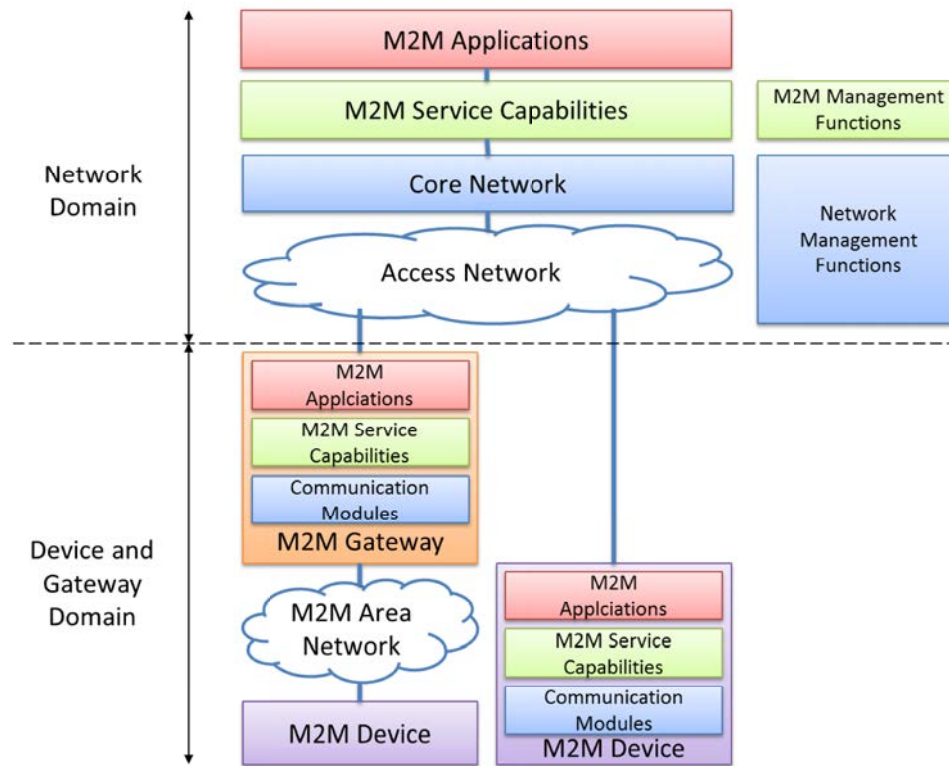 M2M Applications
M2M Service Capabilities
M2M Management
Functions
Core Network
Network
Management
Functions
Network
Domain
Access Network
M2M
Applciations
M2M Service
Capabilities
Communication
Modules
M2M Gateway
Device and
Gateway
Domain
M2M Area
Network
M2M Device
M2M
Applciations
M2M Service
Capabilities
Communication
Modules
M2M Device